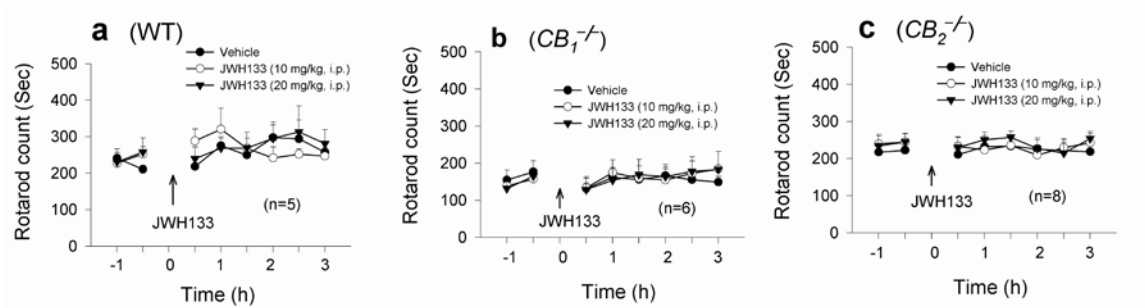 a (WT)
Vehicle
JWH133 (10 mg/kg, i.p.)
JWH133 (20 mg/kg, i.p.)
Rotarod count (Sec)
500
400
300
200
100
0
JWH133
(n=5)
-1 0 1 2 3
Time (h)
b (CB₁⁻/⁻)
Vehicle
JWH133 (10 mg/kg, i.p.)
JWH133 (20 mg/kg, i.p.)
Rotarod count (Sec)
500
400
300
200
100
0
JWH133
(n=6)
-1 0 1 2 3
Time (h)
c (CB₂⁻/⁻)
Vehicle
JWH133 (10 mg/kg, i.p.)
JWH133 (20 mg/kg, i.p.)
Rotarod count (Sec)
500
400
300
200
100
0
JWH133
(n=8)
-1 0 1 2 3
Time (h)